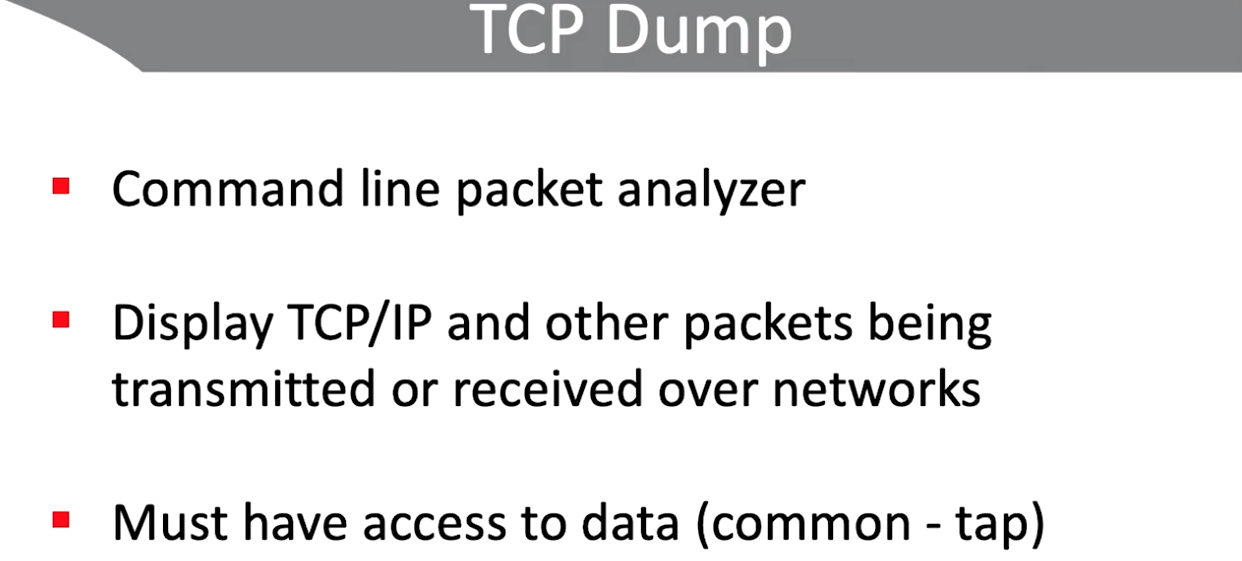 TCP Dump
Command line packet analyzer
Display TCP/IP and other packets being
transmitted or received over networks
Must have access to data (common - tap)